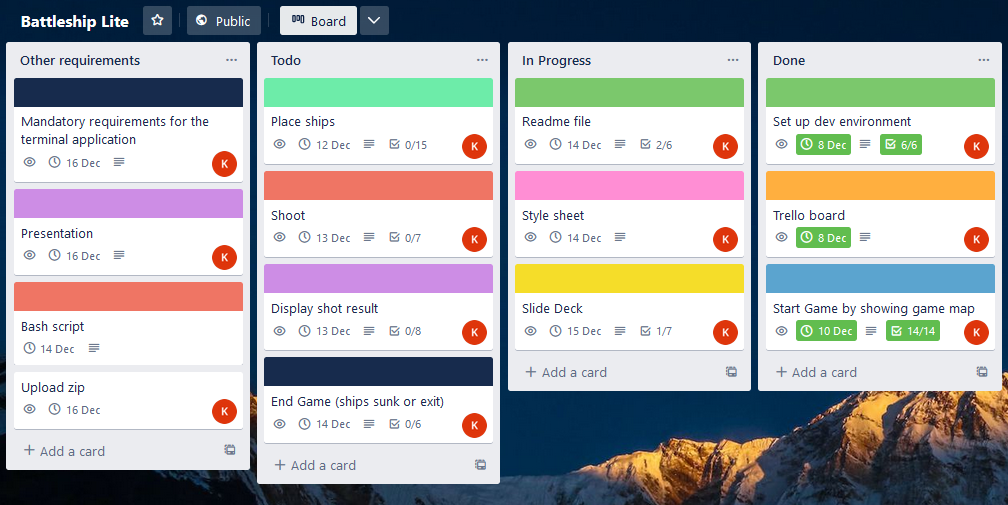 Battleship Lite
Public
Board
Other requirements
Mandatory requirements for the
terminal application
16 Dec
K
Presentation
16 Dec
K
Bash script
14 Dec
Upload zip
16 Dec
K
Add a card
Todo
Place ships
12 Dec 0/15
K
Shoot
13 Dec 0/7
K
Display shot result
13 Dec 0/8
K
End Game (ships sunk or exit)
14 Dec 0/6
K
Add a card
In Progress
Readme file
14 Dec 2/6
K
Style sheet
14 Dec
K
Slide Deck
15 Dec 1/7
K
Add a card
Done
Set up dev environment
8 Dec 6/6
K
Trello board
8 Dec
K
Start Game by showing game map
10 Dec 14/14
K
Add a card